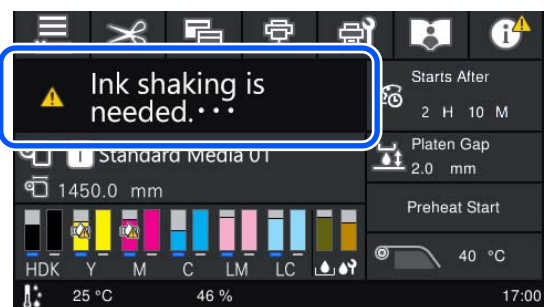 Ink shaking is
needed.···
Starts After
2 H 10 M
1 Standard Media 01
Platen Gap
2.0 mm
1450.0 mm
Preheat Start
HDK Y M C LM LC
40 °C
25 °C 46 % 17:00